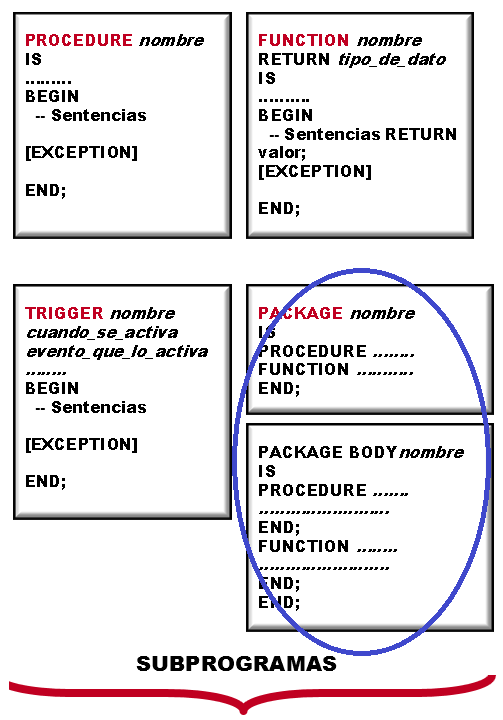 PROCEDURE nombre
IS
.........
BEGIN
-- Sentencias
[EXCEPTION]
END;
FUNCTION nombre
RETURN tipo_de_dato
IS
..........
BEGIN
-- Sentencias RETURN
valor;
[EXCEPTION]
END;
TRIGGER nombre
cuando_se_activa
evento_que_lo_activa
........
BEGIN
-- Sentencias
[EXCEPTION]
END;
PACKAGE nombre
IS
PROCEDURE ........
FUNCTION ...........
END;
PACKAGE BODY nombre
IS
PROCEDURE .......
.........................
END;
FUNCTION ........
.........................
END;
END;
SUBPROGRAMAS